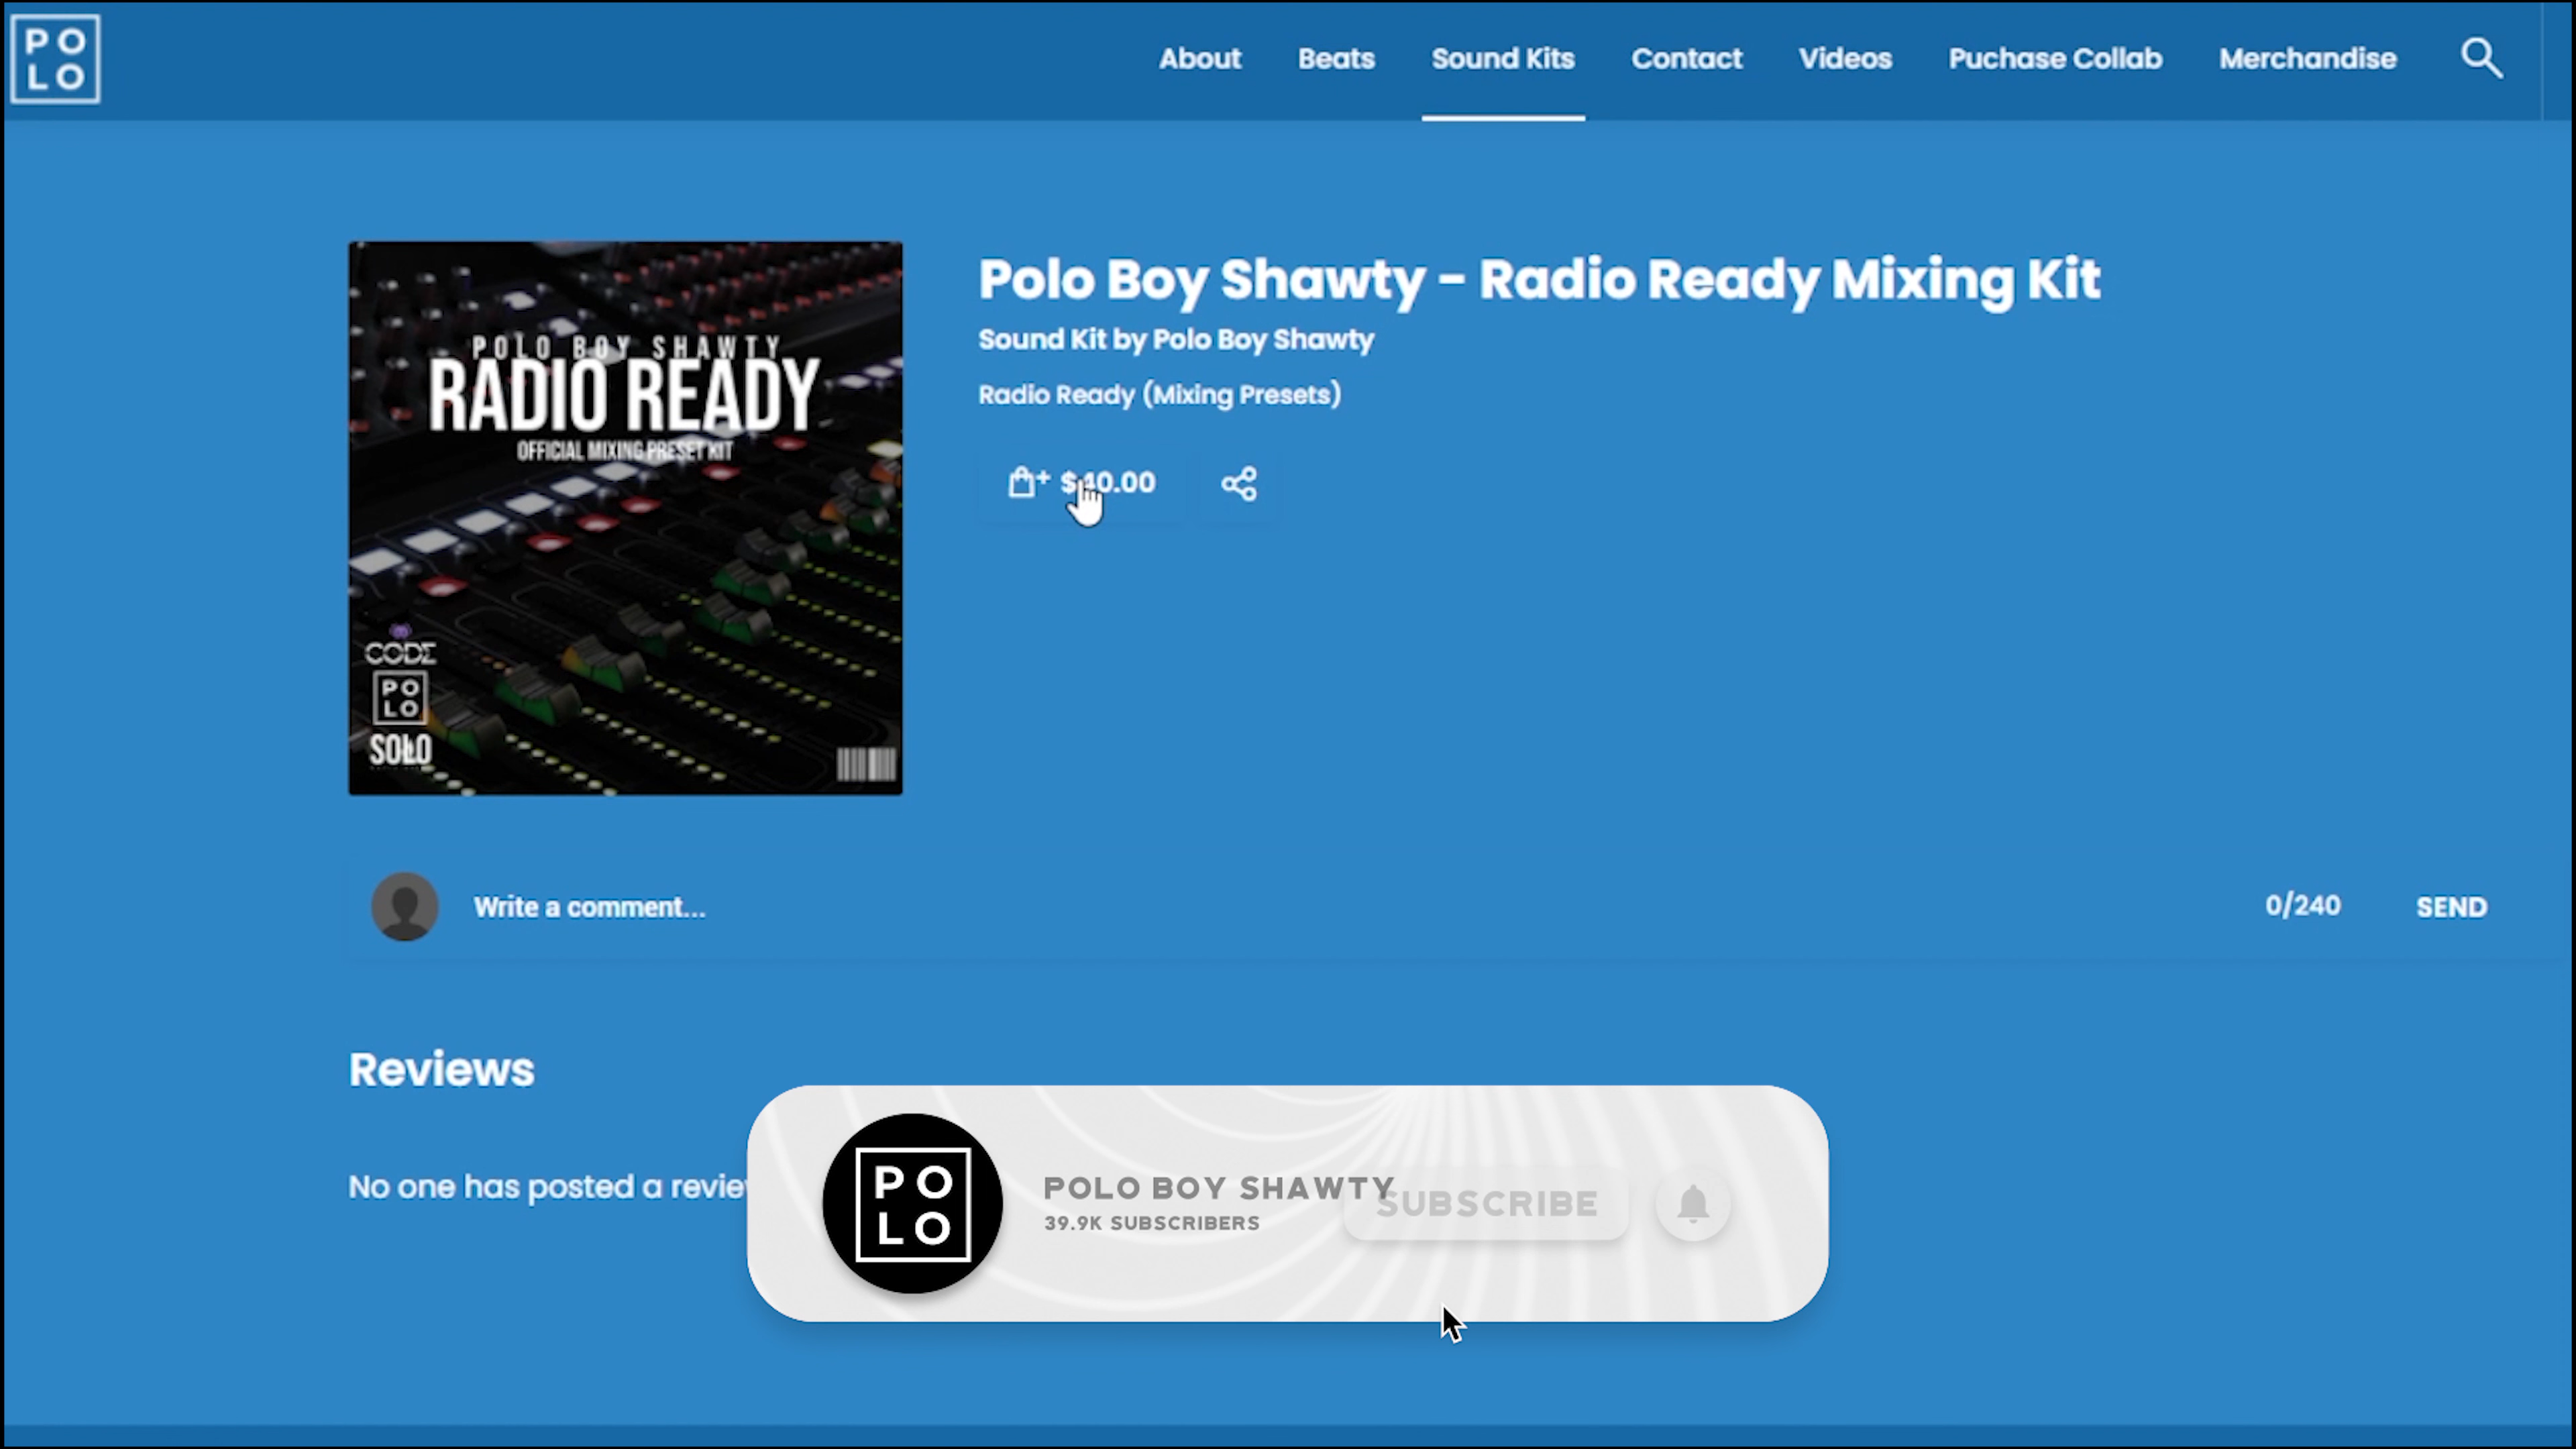 PO
LO
About Beats Sound Kits Contact Videos Puchase Collab Merchandise
POLO BOY SHAWTY
RADIO READY
OFFICIAL MIXING PRESET KIT
CODE
PO
LO
SOLO
Polo Boy Shawty - Radio Ready Mixing Kit
Sound Kit by Polo Boy Shawty
Radio Ready (Mixing Presets)
$40.00
Write a comment...
0/240 SEND
Reviews
No one has posted a
PO
LO
POLO BOY SHAWTY
39.9K SUBSCRIBERS
SUBSCRIBE